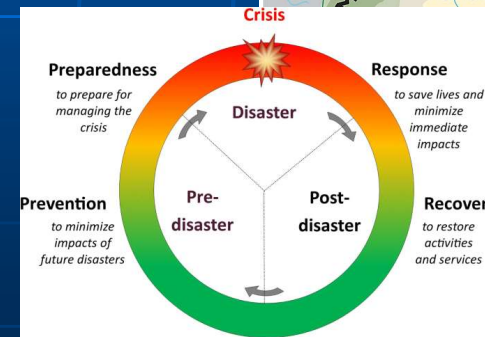 Crisis
Preparedness
to prepare for
managing the
crisis
Response
to save lives and
minimize
immediate
impacts
Disaster
Prevention
to minimize
impacts of
future disasters
Pre-
disaster
Post-
disaster
Recover
to restore
activities
and services